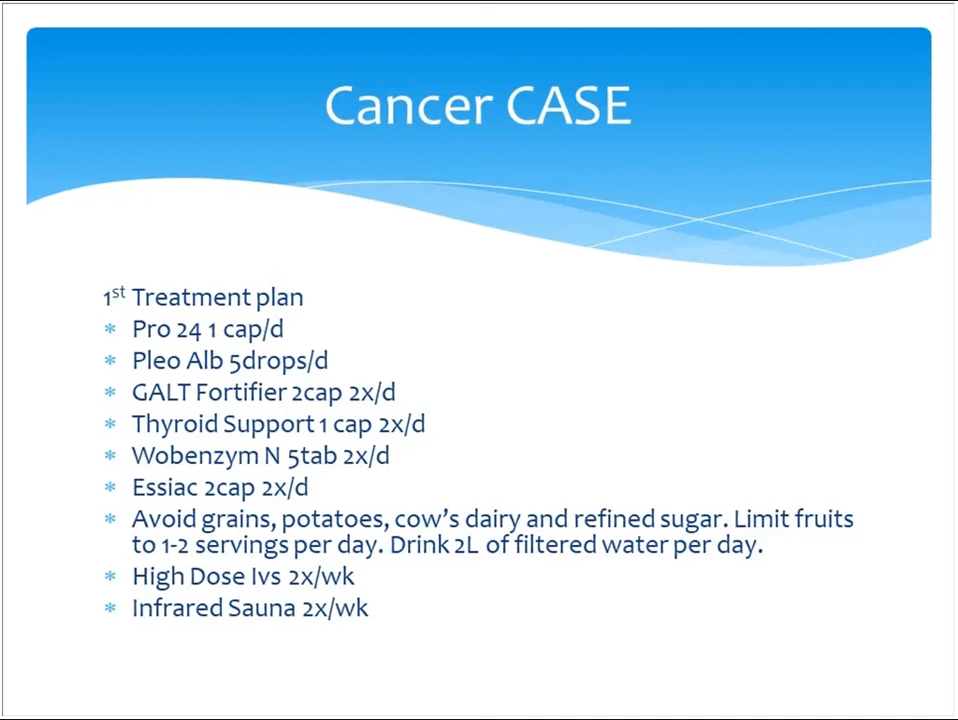 Cancer CASE
1st Treatment plan
* Pro 24 1 cap/d
* Pleo Alb 5drops/d
* GALT Fortifier 2cap 2x/d
* Thyroid Support 1 cap 2x/d
* Wobenzym N 5tab 2x/d
* Essiac 2cap 2x/d
* Avoid grains, potatoes, cow's dairy and refined sugar. Limit fruits
to 1-2 servings per day. Drink 2L of filtered water per day.
* High Dose Ivs 2x/wk
* Infrared Sauna 2x/wk